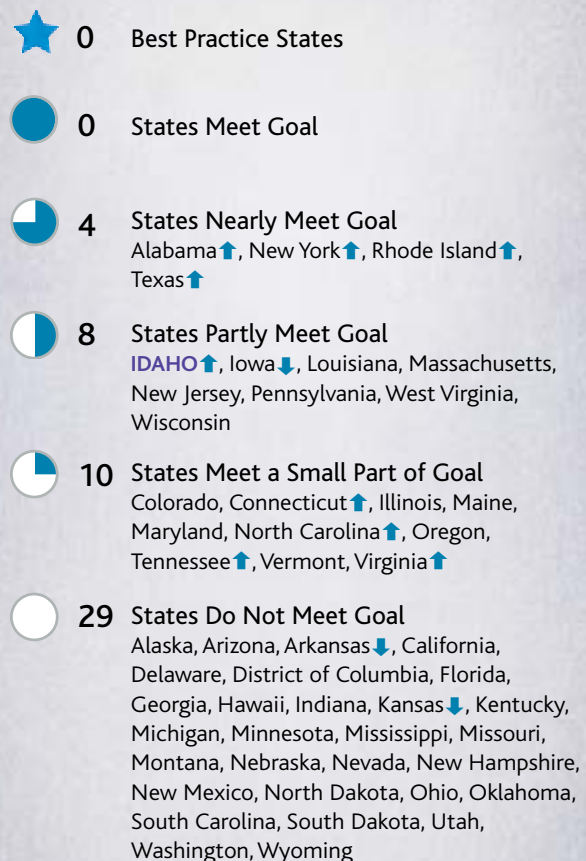 0 Best Practice States
0 States Meet Goal
4 States Nearly Meet Goal
Alabama⬆, New York⬆, Rhode Island⬆,
Texas⬆
8 States Partly Meet Goal
IDAHO⬆, Iowa⬇, Louisiana, Massachusetts,
New Jersey, Pennsylvania, West Virginia,
Wisconsin
10 States Meet a Small Part of Goal
Colorado, Connecticut⬆, Illinois, Maine,
Maryland, North Carolina⬆, Oregon,
Tennessee⬆, Vermont, Virginia⬆
29 States Do Not Meet Goal
Alaska, Arizona, Arkansas⬇, California,
Delaware, District of Columbia, Florida,
Georgia, Hawaii, Indiana, Kansas⬇, Kentucky,
Michigan, Minnesota, Mississippi, Missouri,
Montana, Nebraska, Nevada, New Hampshire,
New Mexico, North Dakota, Ohio, Oklahoma,
South Carolina, South Dakota, Utah,
Washington, Wyoming